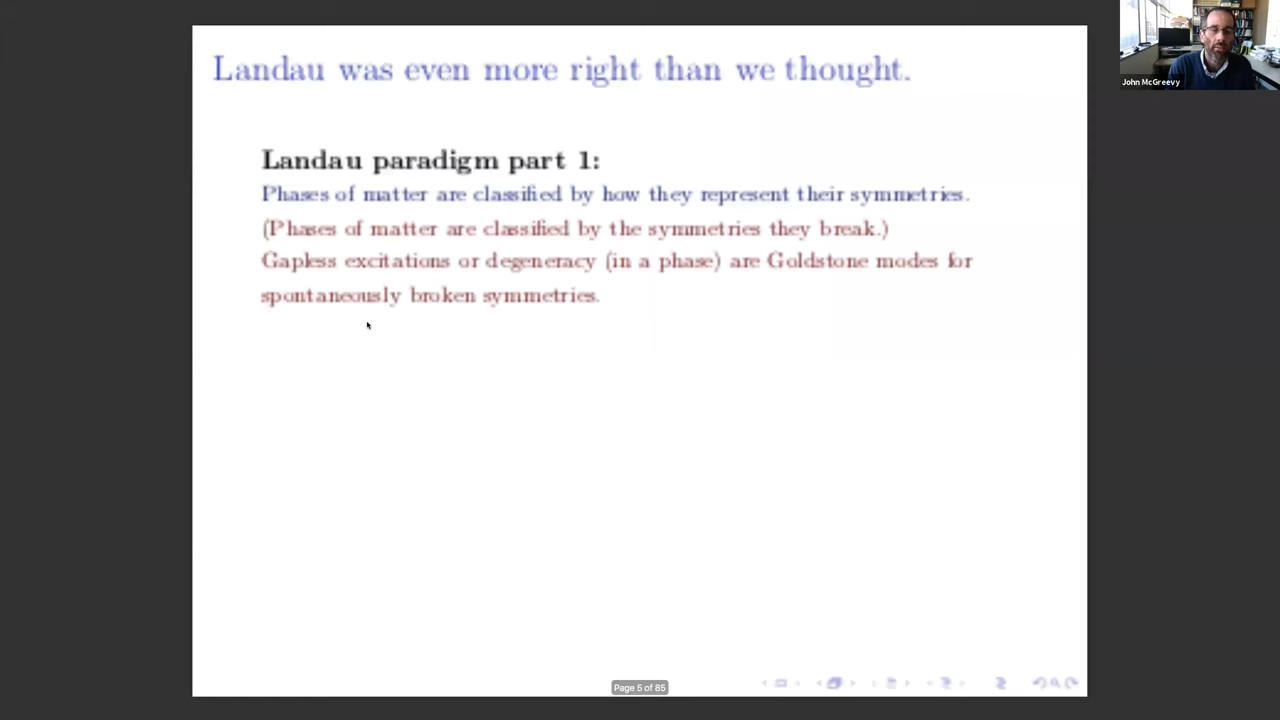 Landau was even more right than we thought.
John McGreevy
Landau paradigm part 1:
Phases of matter are classified by how they represent their symmetries.
(Phases of matter are classified by the symmetries they break.)
Gapless excitations or degeneracy (in a phase) are Goldstone modes for
spontaneously broken symmetries.
Page 5 of 85